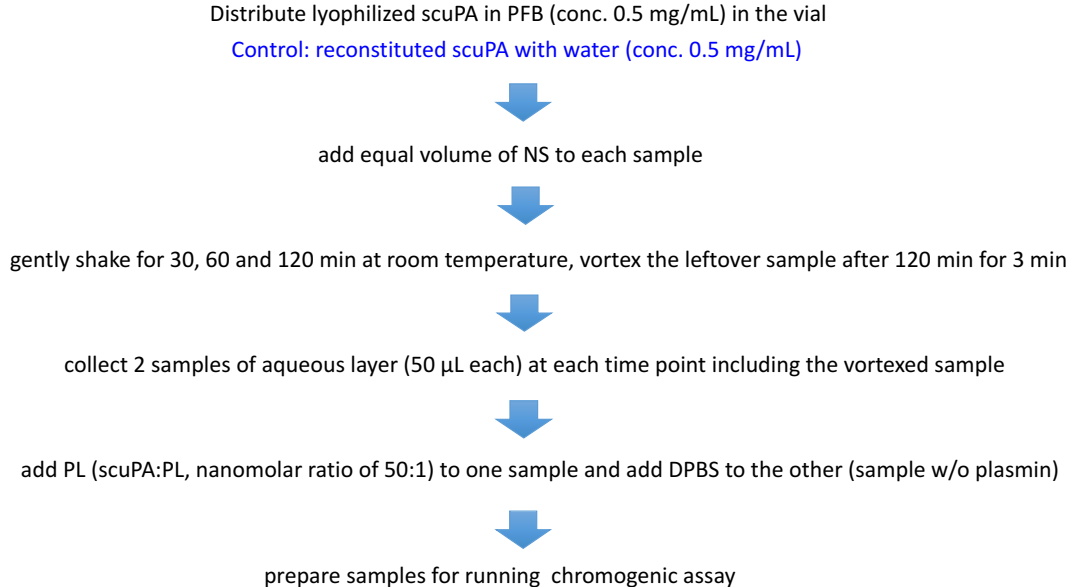 Distribute lyophilized scuPA in PFB (conc. 0.5 mg/mL) in the vial
Control: reconstituted scuPA with water (conc. 0.5 mg/mL)
add equal volume of NS to each sample
gently shake for 30, 60 and 120 min at room temperature, vortex the leftover sample after 120 min for 3 min
collect 2 samples of aqueous layer (50 µL each) at each time point including the vortexed sample
add PL (scuPA:PL, nanomolar ratio of 50:1) to one sample and add DPBS to the other (sample w/o plasmin)
prepare samples for running chromogenic assay